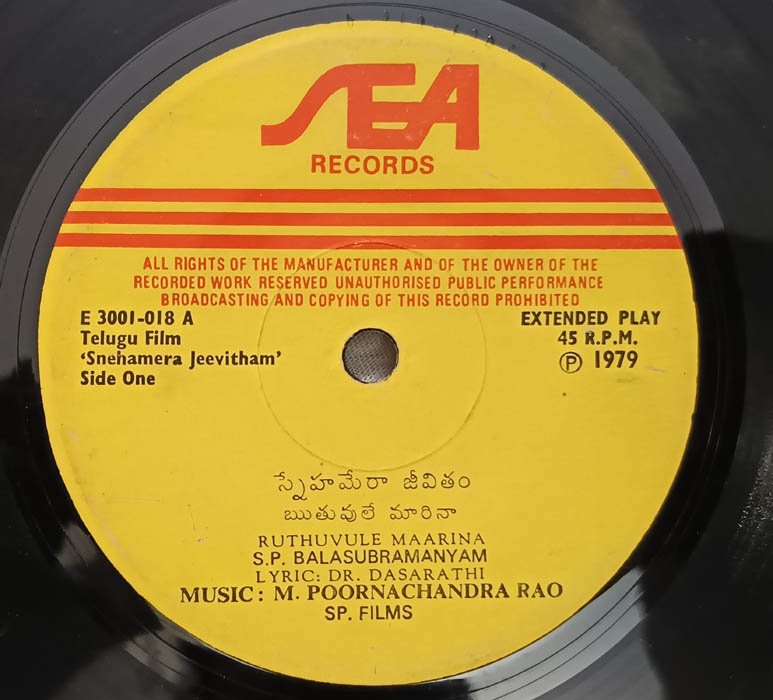 SEA
RECORDS
ALL RIGHTS OF THE MANUFACTURER AND OF THE OWNER OF THE
RECORDED WORK RESERVED UNAUTHORISED PUBLIC PERFORMANCE
BROADCASTING AND COPYING OF THIS RECORD PROHIBITED
E 3001-018 A
Telugu Film
‘Snehamera Jeevitham’
Side One
EXTENDED PLAY
45 R.P.M.
Ⓟ 1979
స్నేహమేరా జీవితం
ఋతువులే మారినా
RUTHUVULE MAARINA
S.P. BALASUBRAMANYAM
LYRIC: DR. DASARATHI
MUSIC: M. POORNACHANDRA RAO
SP. FILMS